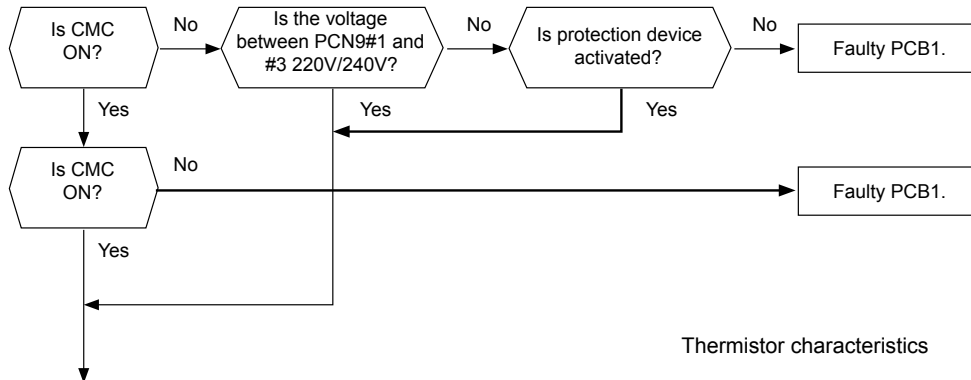 Is CMC
ON?
No
Is the voltage
between PCN9#1 and
#3 220V/240V?
No
Is protection device
activated?
No
Faulty PCB1.
Yes
Yes
Yes
Is CMC
ON?
No
Faulty PCB1.
Yes
Thermistor characteristics